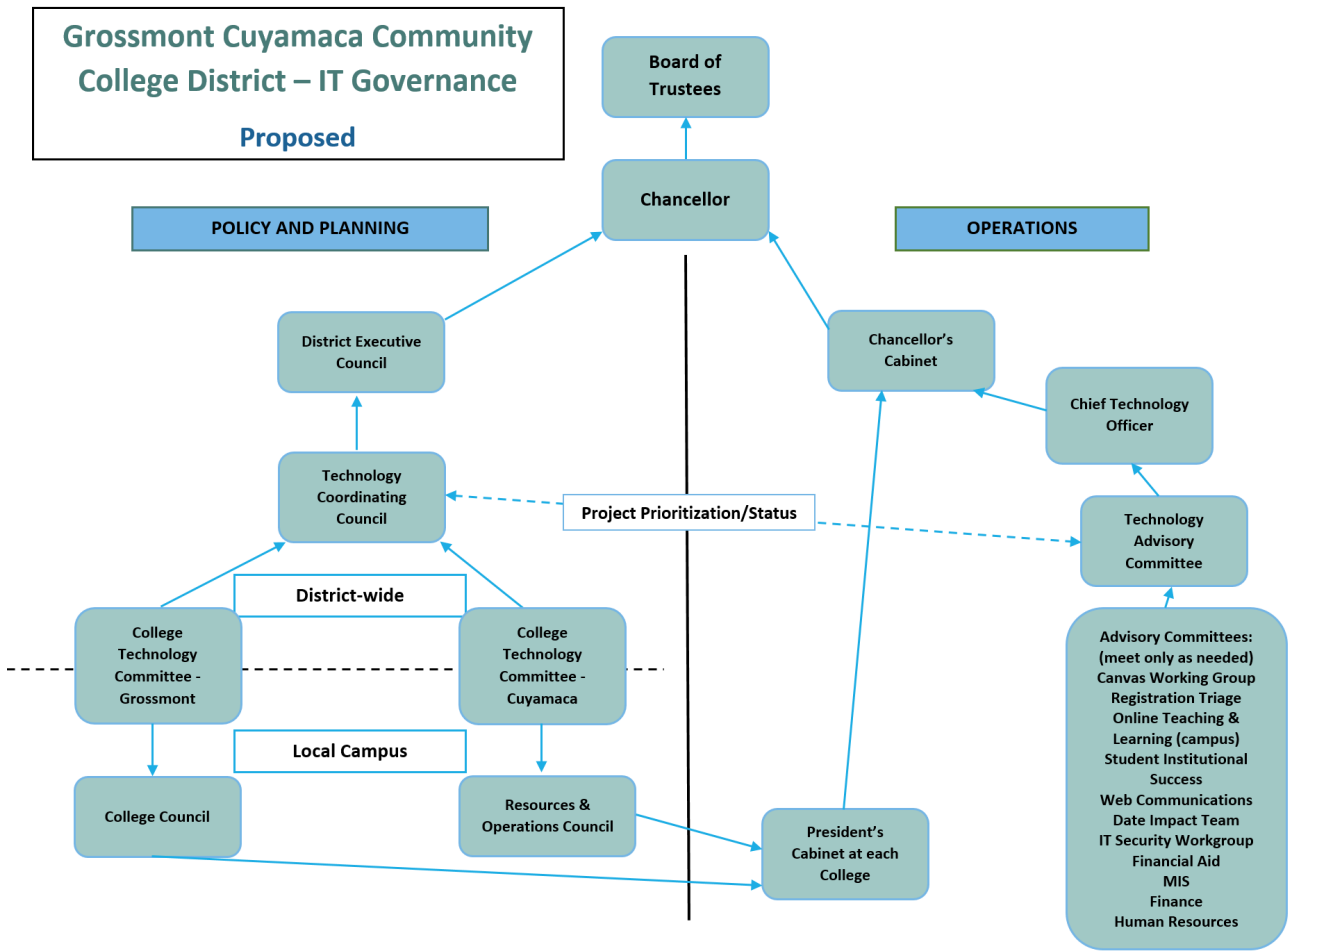 Grossmont Cuyamaca Community
College District – IT Governance
Proposed
Board of
Trustees
Chancellor
POLICY AND PLANNING
OPERATIONS
District Executive
Council
Chancellor's
Cabinet
Chief Technology
Officer
Technology
Coordinating
Council
Project Prioritization/Status
Technology
Advisory
Committee
District-wide
College
Technology
Committee -
Grossmont
College
Technology
Committee -
Cuyamaca
Local Campus
College Council
Resources &
Operations Council
President's
Cabinet at each
College
Advisory Committees:
(meet only as needed)
Canvas Working Group
Registration Triage
Online Teaching &
Learning (campus)
Student Institutional
Success
Web Communications
Date Impact Team
IT Security Workgroup
Financial Aid
MIS
Finance
Human Resources